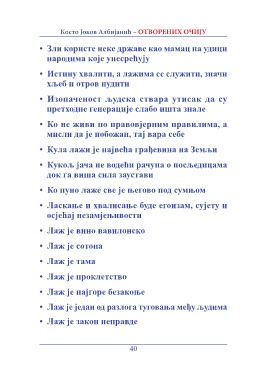 Косто Јоков Албијанић – ОТВОРЕНИХ ОЧИЈУ
• Зли користе неке државе као мамац на удици
народима које унесрећују
• Истину хвалити, а лажима се служити, значи
хљеб и отров нудити
• Изопаченост људска ствара утисак да су
претходне генерације слабо ишта знале
• Ко не живи по правовјерним правилима, а
мисли да је побожан, тај вара себе
• Кула лажи је највећа грађевина на Земљи
• Кукољ јача не водећи рачуна о посљедицама
док га виша сила заустави
• Ко пуно лаже све је његово под сумњом
• Ласкање и хвалисање буде егоизам, сујету и
осјећај незамјењивости
• Лаж је вино вавилонско
• Лаж је сотона
• Лаж је тама
• Лаж је проклетство
• Лаж је најгоре безакоње
• Лаж је један од разлога туговања међу људима
• Лаж је закон неправде
40